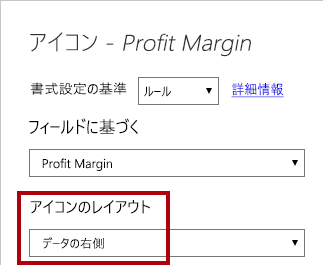 アイコン - Profit Margin
書式設定の基準 ルール 詳細情報
フィールドに基づく
Profit Margin
アイコンのレイアウト
データの右側